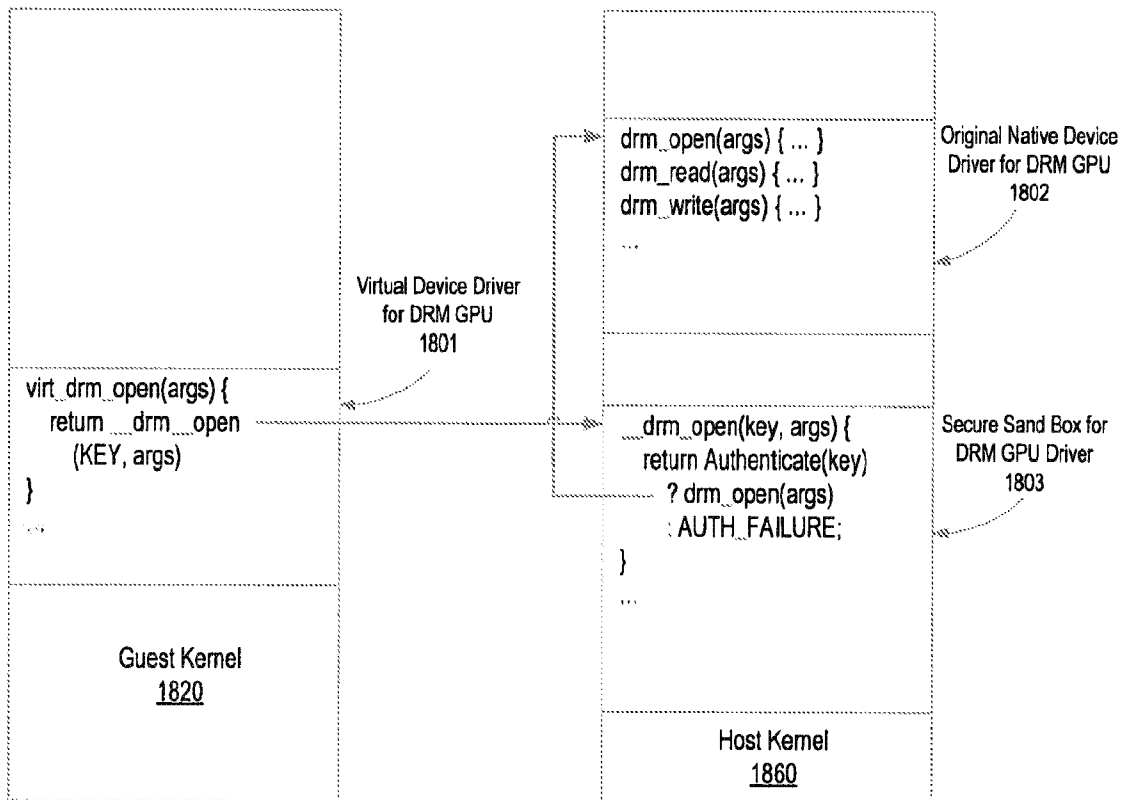 virt_drm_open(args) {
return __drm_open
(KEY, args)
}
...
Guest Kernel
1820
Virtual Device Driver
for DRM GPU
1801
drm_open(args) { ... }
drm_read(args) { ... }
drm_write(args) { ... }
...
Original Native Device
Driver for DRM GPU
1802
__drm_open(key, args) {
return Authenticate(key)
? drm_open(args)
: AUTH_FAILURE;
}
...
Secure Sand Box for
DRM GPU Driver
1803
Host Kernel
1860